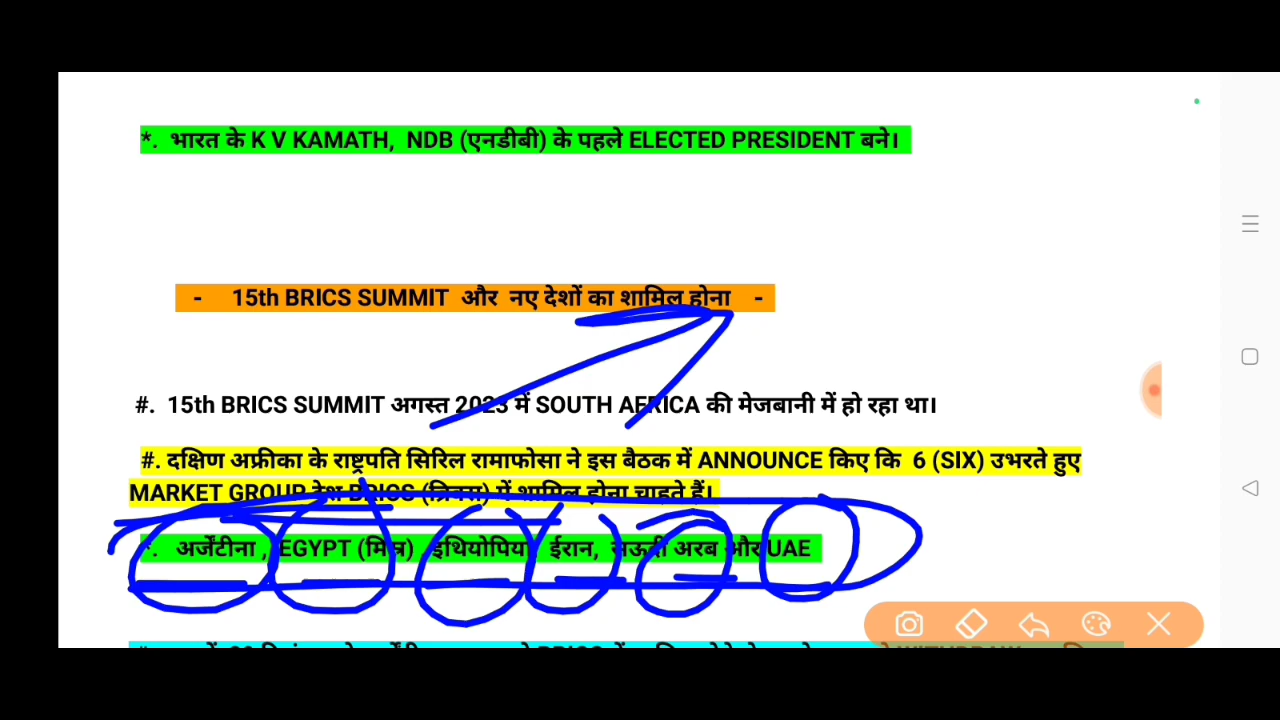 *. भारत के K V KAMATH, NDB (एनडीबी) के पहले ELECTED PRESIDENT बने।
- 15th BRICS SUMMIT और नए देशों का शामिल होना -
#. 15th BRICS SUMMIT अगस्त 2023 में SOUTH AFRICA की मेजबानी में हो रहा था।
#. दक्षिण अफ्रीका के राष्ट्रपति सिरिल रामाफोसा ने इस बैठक में ANNOUNCE किए कि 6 (SIX) उभरते हुए
MARKET GROUP देश BRICS (ब्रिक्स) में शामिल होना चाहते हैं।
*. अर्जेंटीना , EGYPT (मिस्र) , इथियोपिया, ईरान, सऊदी अरब और UAE